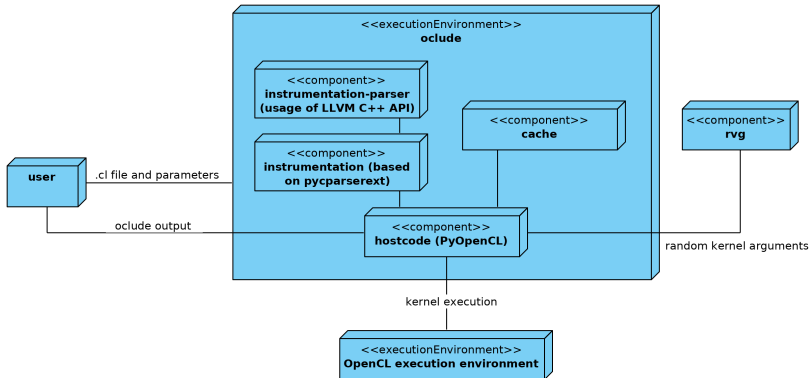 <<executionEnvironment>>
oclude
<<component>>
instrumentation-parser
(usage of LLVM C++ API)
<<component>>
cache
<<component>>
rvg
<<component>>
instrumentation (based
on pycparserext)
user
.cl file and parameters
oclude output
<<component>>
hostcode (PyOpenCL)
random kernel arguments
kernel execution
<<executionEnvironment>>
OpenCL execution environment